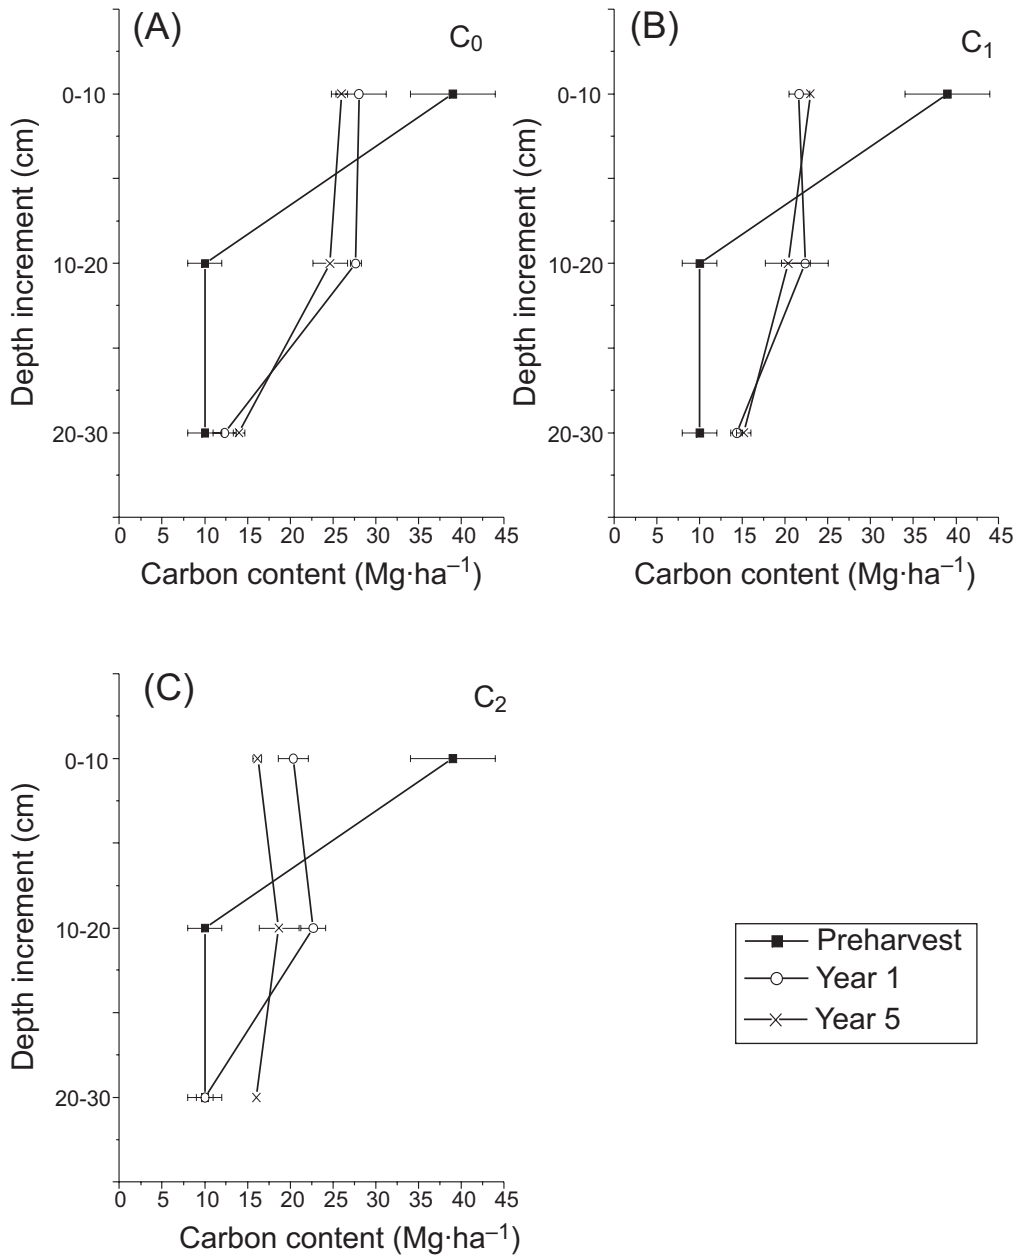 (A)
C₀
0-10
10-20
20-30
Depth increment (cm)
0 5 10 15 20 25 30 35 40 45
Carbon content (Mg·ha⁻¹)
(B)
C₁
0-10
10-20
20-30
Depth increment (cm)
0 5 10 15 20 25 30 35 40 45
Carbon content (Mg·ha⁻¹)
(C)
C₂
0-10
10-20
20-30
Depth increment (cm)
0 5 10 15 20 25 30 35 40 45
Carbon content (Mg·ha⁻¹)
Preharvest
Year 1
Year 5